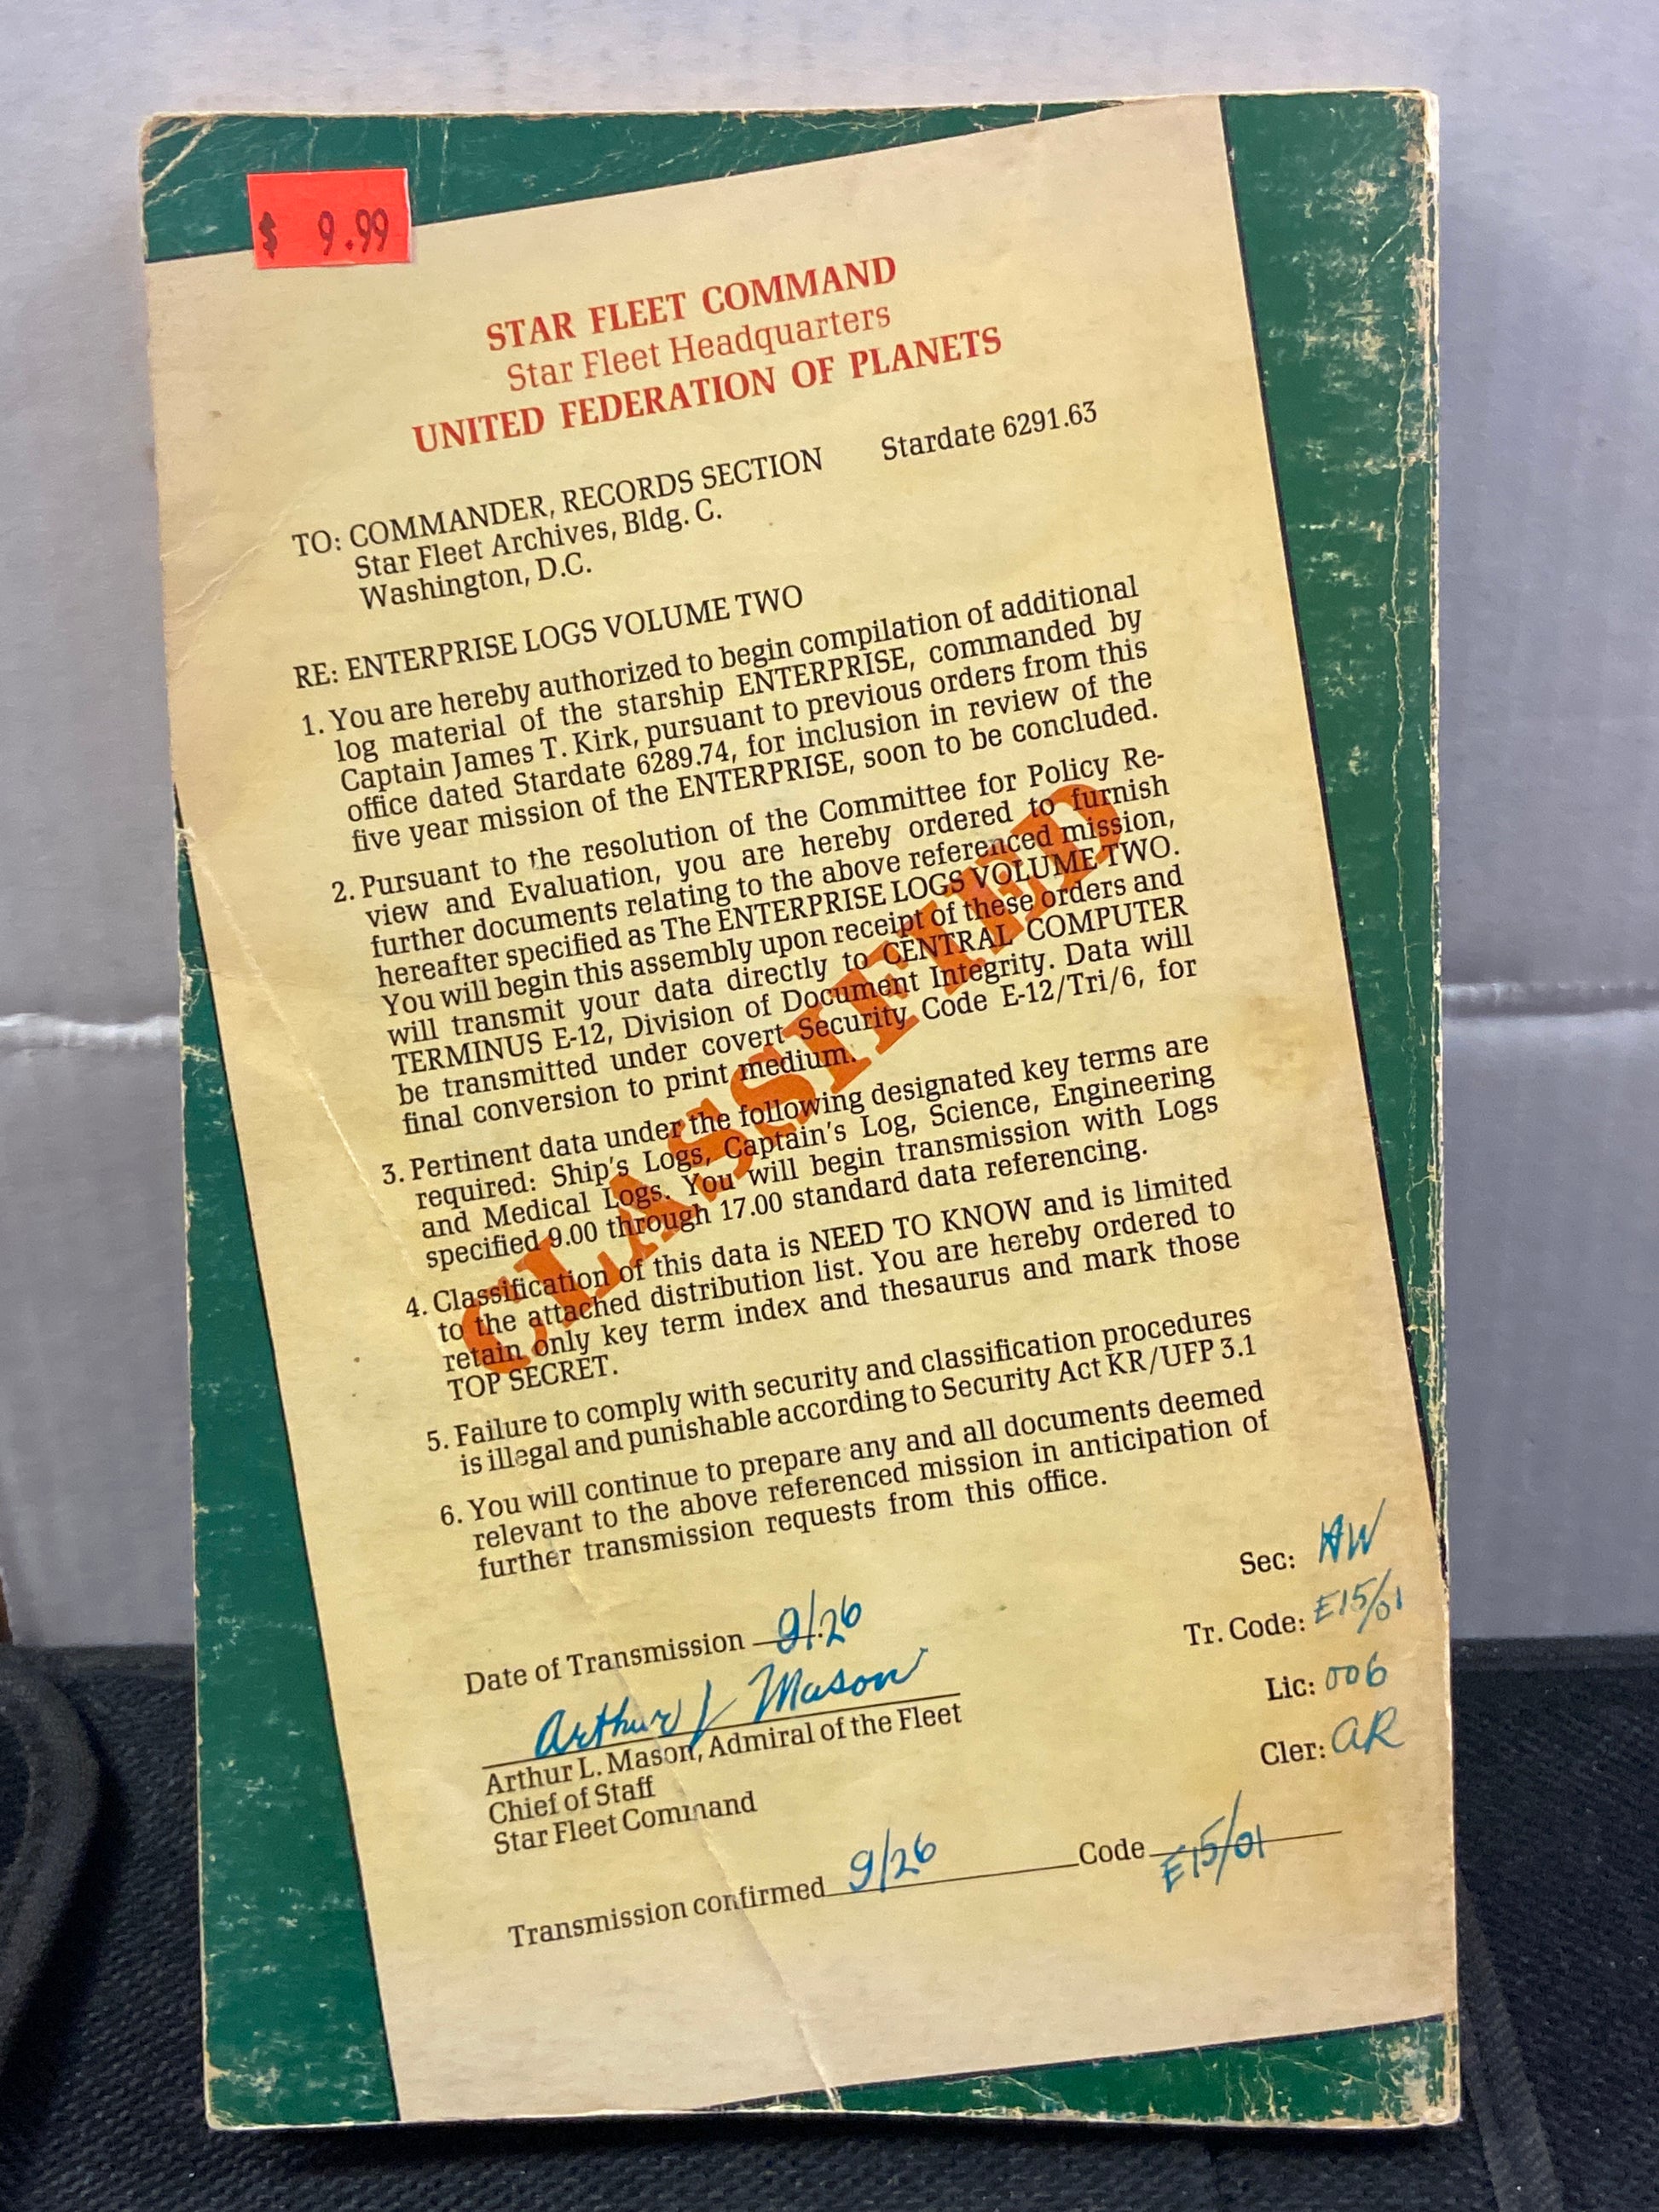 $ 9.99
STAR FLEET COMMAND
Star Fleet Headquarters
UNITED FEDERATION OF PLANETS
Stardate 6291.63
TO: COMMANDER, RECORDS SECTION
Star Fleet Archives, Bldg. C.
Washington, D.C.
RE: ENTERPRISE LOGS VOLUME TWO
1. You are hereby authorized to begin compilation of additional
log material of the starship ENTERPRISE, commanded by
Captain James T. Kirk, pursuant to previous orders from this
office dated Stardate 6289.74, for inclusion in review of the
five year mission of the ENTERPRISE, soon to be concluded.
2. Pursuant to the resolution of the Committee for Policy Re-
view and Evaluation, you are hereby ordered to furnish
further documents relating to the above referenced mission,
hereafter specified as The ENTERPRISE LOGS VOLUME TWO.
You will begin this assembly upon receipt of these orders and
will transmit your data directly to CENTRAL COMPUTER
TERMINUS E-12, Division of Document Integrity. Data will
be transmitted under covert Security Code E-12/Tri/6, for
final conversion to print medium.
3. Pertinent data under the following designated key terms are
required: Ship's Logs, Captain's Log, Science, Engineering
and Medical Logs. You will begin transmission with Logs
specified 9.00 through 17.00 standard data referencing.
4. Classification of this data is NEED TO KNOW and is limited
to the attached distribution list. You are hereby ordered to
retain only key term index and thesaurus and mark those
TOP SECRET.
5. Failure to comply with security and classification procedures
is illegal and punishable according to Security Act KR/UFP 3.1
6. You will continue to prepare any and all documents deemed
relevant to the above referenced mission in anticipation of
further transmission requests from this office.
CLASSIFIED
Sec: AW
Tr. Code: E15/01
Lic: 006
Cler: AR
Date of Transmission 9/26
Arthur L Mason
Arthur L. Mason, Admiral of the Fleet
Chief of Staff
Star Fleet Command
Transmission confirmed 9/26 Code E15/01